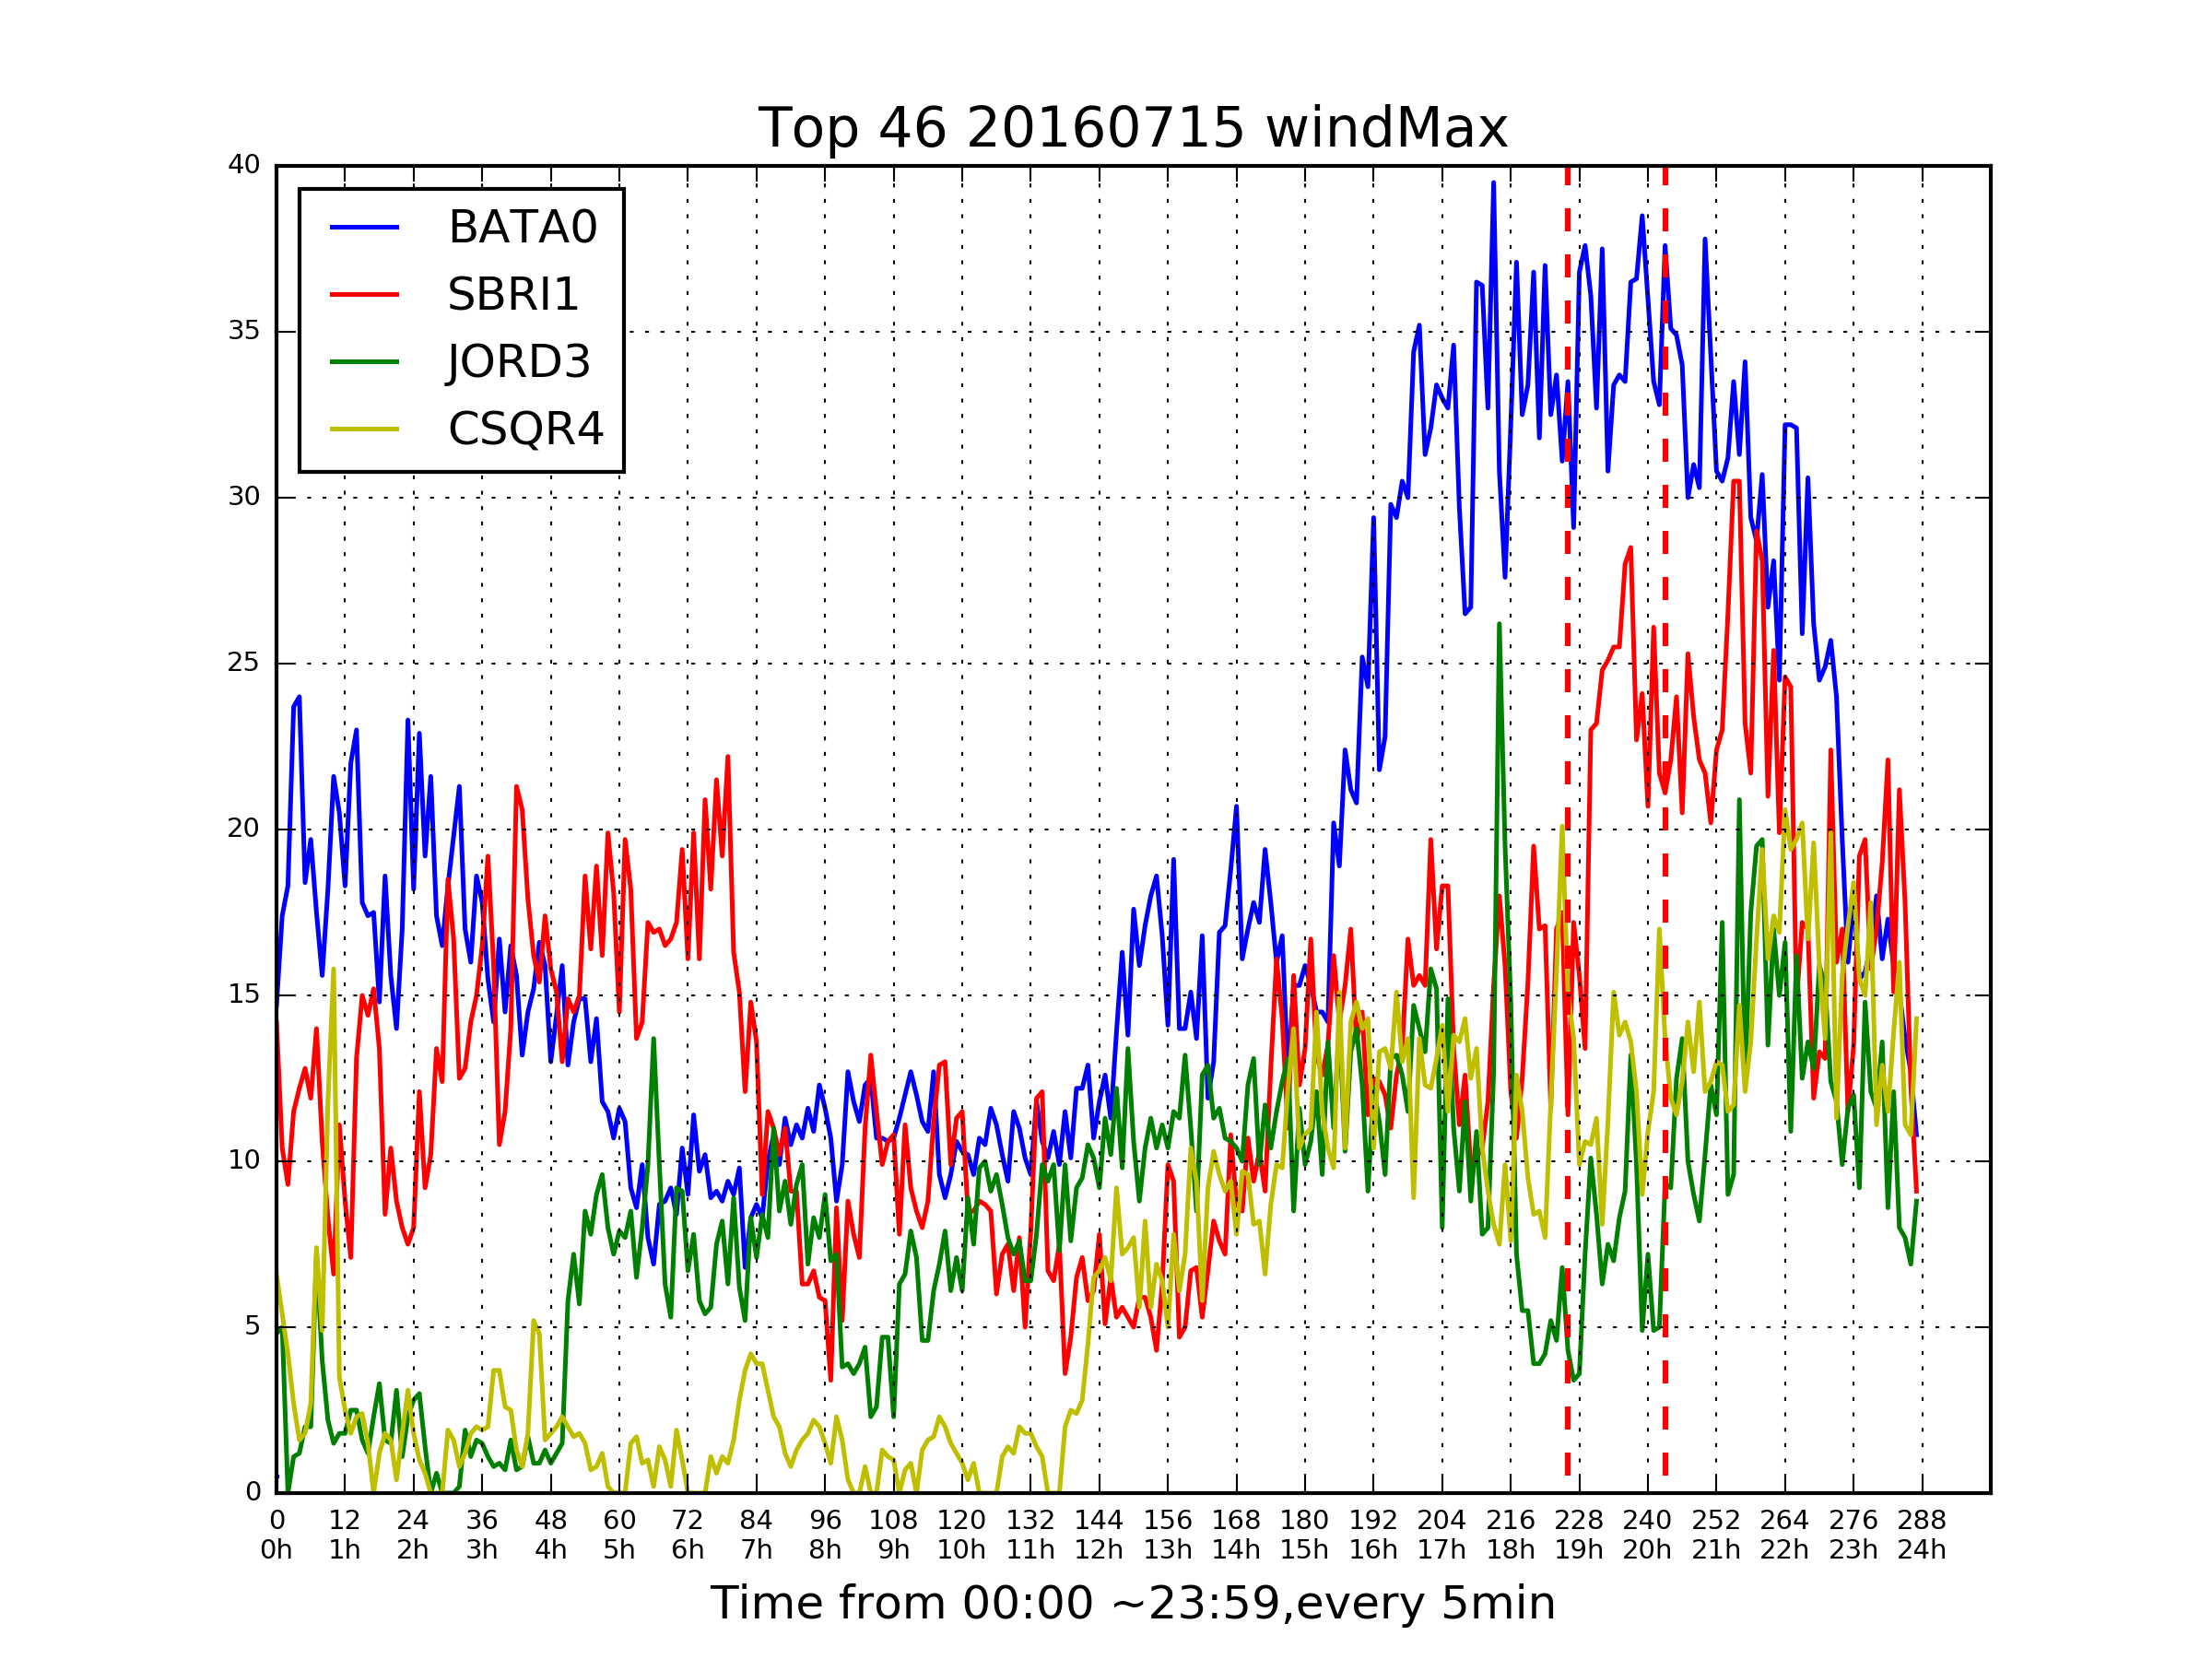 Top 46 20160715 windMax
40
35
30
25
20
15
10
5
0
BATA0
SBRI1
JORD3
CSQR4
0 12 24 36 48 60 72 84 96 108 120 132 144 156 168 180 192 204 216 228 240 252 264 276 288
0h 1h 2h 3h 4h 5h 6h 7h 8h 9h 10h 11h 12h 13h 14h 15h 16h 17h 18h 19h 20h 21h 22h 23h 24h
Time from 00:00 ~23:59,every 5min